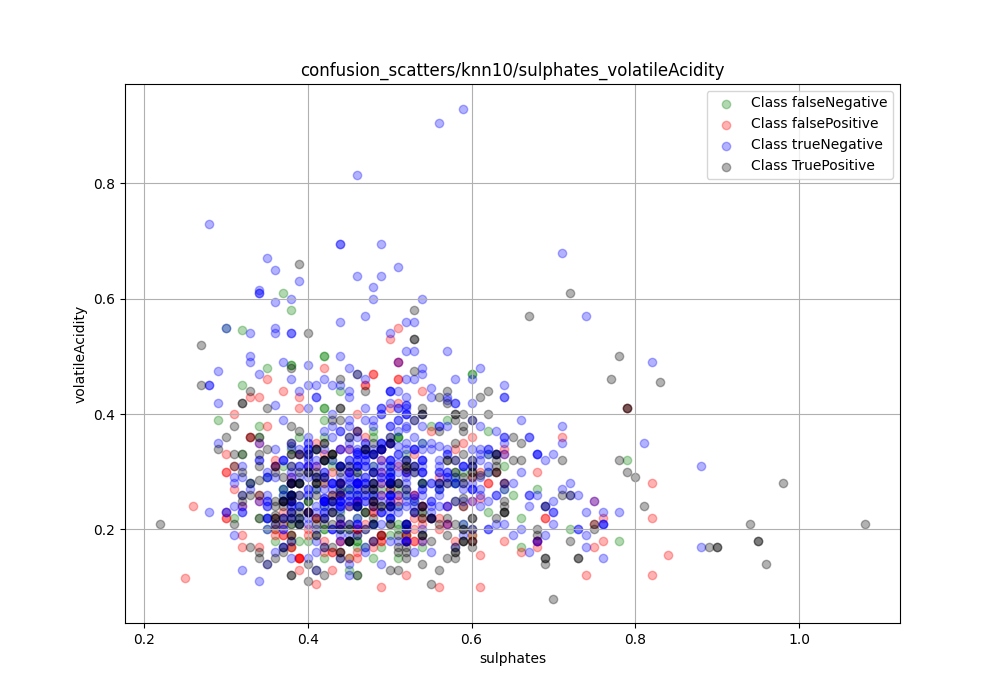 confusion_scatters/knn10/sulphates_volatileAcidity
Class falseNegative
Class falsePositive
Class trueNegative
Class TruePositive
volatileAcidity
0.8
0.6
0.4
0.2
0.2 0.4 0.6 0.8 1.0
sulphates